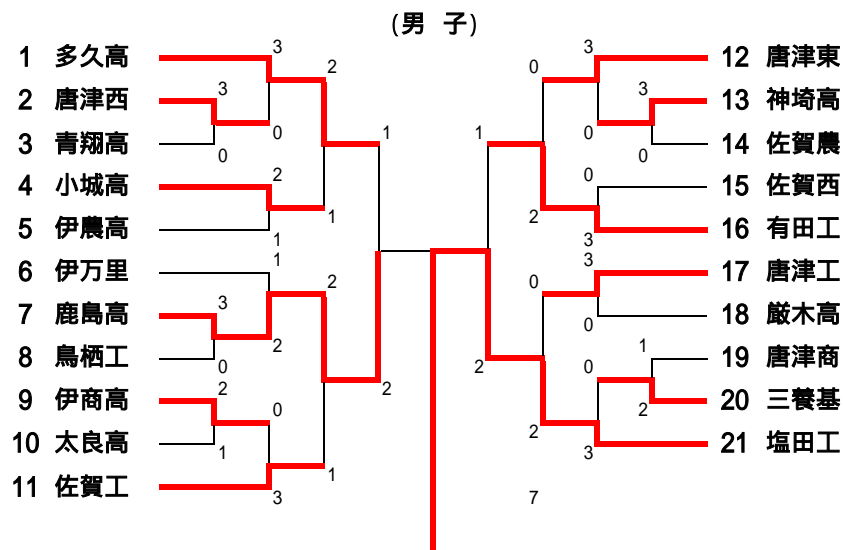 (男 子)
1 多久高
2 唐津西
3 青翔高
4 小城高
5 伊農高
6 伊万里
7 鹿島高
8 鳥栖工
9 伊商高
10 太良高
11 佐賀工
3
2
3
0
0
1
2
1
1
1
2
3
2
0
2
2
0
1
1
3
12 唐津東
13 神埼高
14 佐賀農
15 佐賀西
16 有田工
17 唐津工
18 厳木高
19 唐津商
20 三養基
21 塩田工
0
3
3
0
0
1
0
2
3
3
0
0
0
1
2
2
2
3
7